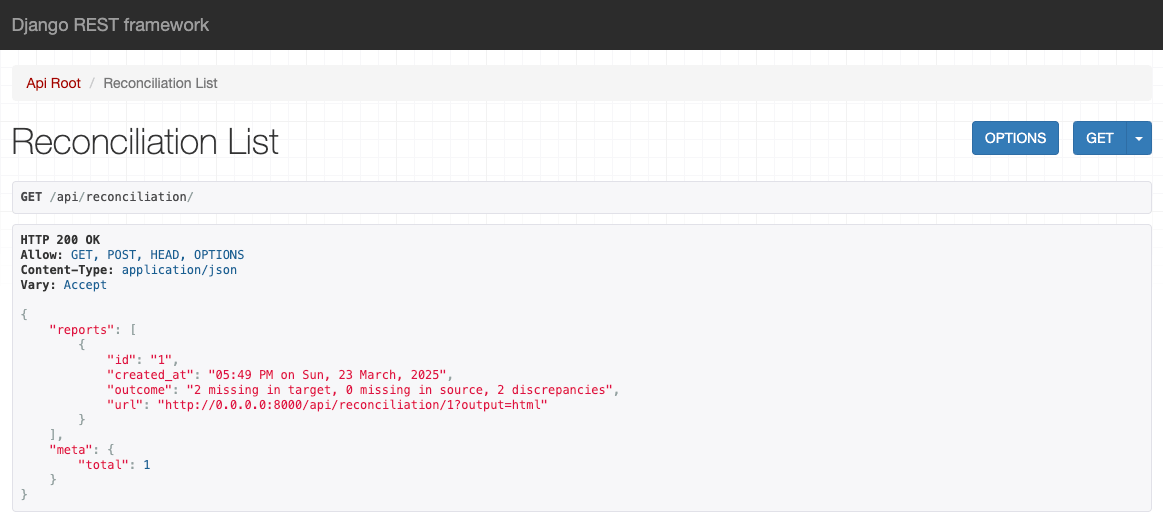 Django REST framework
Api Root / Reconciliation List
Reconciliation List
OPTIONS
GET
GET /api/reconciliation/
HTTP 200 OK
Allow: GET, POST, HEAD, OPTIONS
Content-Type: application/json
Vary: Accept
{
    "reports": [
        {
            "id": "1",
            "created_at": "05:49 PM on Sun, 23 March, 2025",
            "outcome": "2 missing in target, 0 missing in source, 2 discrepancies",
            "url": "http://0.0.0.0:8000/api/reconciliation/1?output=html"
        }
    ],
    "meta": {
        "total": 1
    }
}